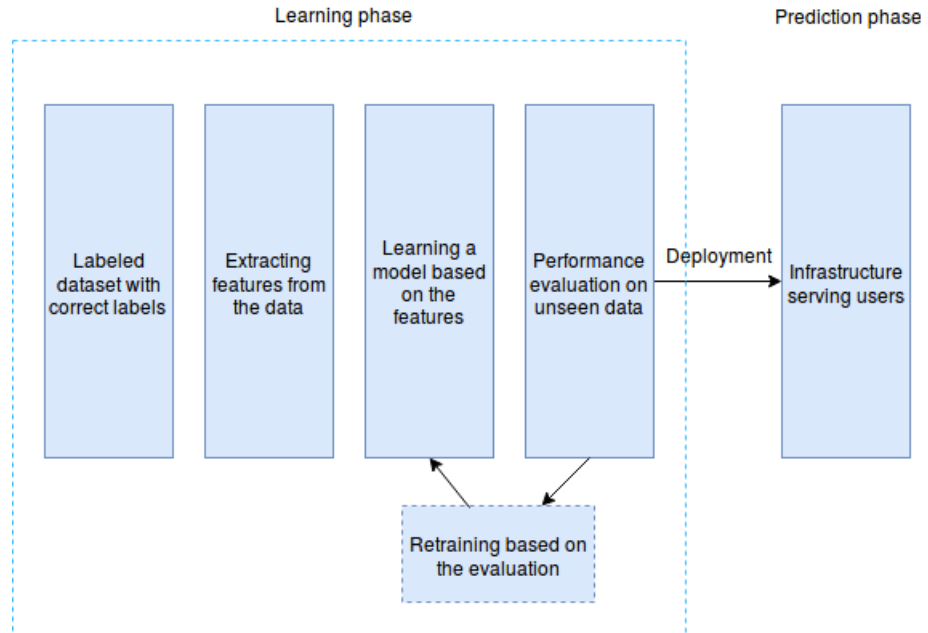 Learning phase
Prediction phase
Labeled
dataset with
correct labels
Extracting
features from
the data
Learning a
model based
on the
features
Performance
evaluation on
unseen data
Deployment
Infrastructure
serving users
Retraining based on
the evaluation